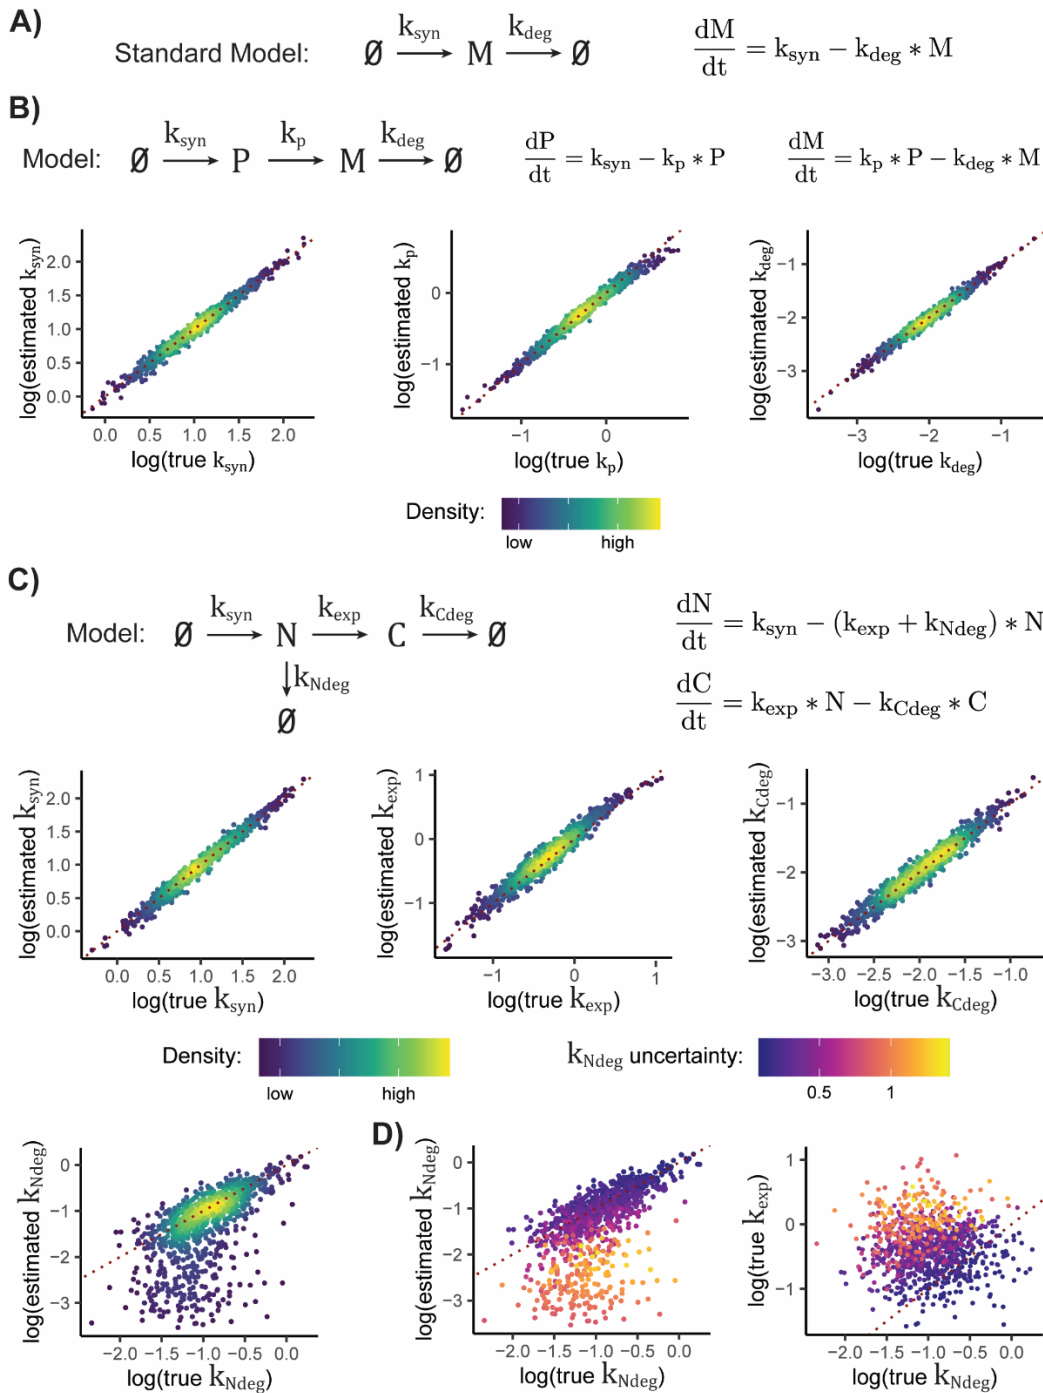 A)
Standard Model: Ø k_syn → M k_deg → Ø
dM/dt = k_syn − k_deg * M
B)
Model: Ø k_syn → P k_p → M k_deg → Ø
dP/dt = k_syn − k_p * P
dM/dt = k_p * P − k_deg * M
log(estimated k_syn)
2.0
1.5
1.0
0.5
0.0
0.0 0.5 1.0 1.5 2.0
log(true k_syn)
log(estimated k_p)
0
−1
−1 0
log(true k_p)
log(estimated k_deg)
−1
−2
−3
−3 −2 −1
log(true k_deg)
Density:
low high
C)
Model: Ø k_syn → N k_exp → C k_Cdeg → Ø
↓ k_Ndeg
Ø
dN/dt = k_syn − (k_exp + k_Ndeg) * N
dC/dt = k_exp * N − k_Cdeg * C
log(estimated k_syn)
2.0
1.5
1.0
0.5
0.0
0.0 0.5 1.0 1.5 2.0
log(true k_syn)
log(estimated k_exp)
1
0
−1
−1 0 1
log(true k_exp)
log(estimated k_Cdeg)
−1
−2
−3
−3.0 −2.5 −2.0 −1.5 −1.0
log(true k_Cdeg)
Density:
low high
k_Ndeg uncertainty:
0.5 1
log(estimated k_Ndeg)
0
−1
−2
−3
−2.0 −1.5 −1.0 −0.5 0.0
log(true k_Ndeg)
D)
log(estimated k_Ndeg)
0
−1
−2
−3
−2.0 −1.5 −1.0 −0.5 0.0
log(true k_Ndeg)
log(true k_exp)
1
0
−1
−2.0 −1.5 −1.0 −0.5 0.0
log(true k_Ndeg)